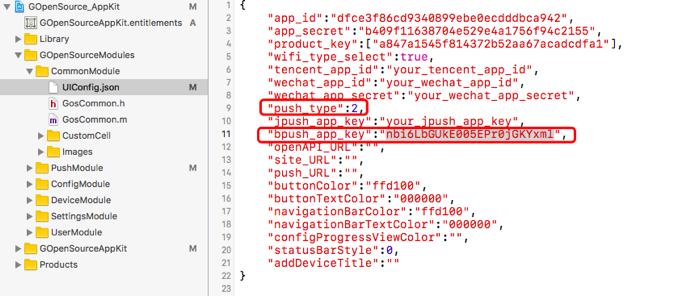 GOpenSource_AppKit
GOpenSourceAppKit.entitlements A
Library
GOpenSourceModules
CommonModule
UIConfig.json M
GosCommon.h
GosCommon.m
CustomCell
Images
PushModule M
ConfigModule M
DeviceModule M
SettingsModule M
UserModule M
GOpenSourceAppKit M
Products
1 {
2 "app_id":"dfce3f86cd9340899ebe0ecdddbca942",
3 "app_secret":"b409f11638704e529e4a1756f94c2155",
4 "product_key":["a847a1545f814372b52aa67acadcdfa1"],
5 "wifi_type_select":true,
6 "tencent_app_id":"your_tencent_app_id",
7 "wechat_app_id":"your_wechat_app_id",
8 "wechat_app_secret":"your_wechat_app_secret",
9 "push_type":2,
10 "jpush_app_key":"your_jpush_app_key",
11 "bpush_app_key":"nbi6LbGUkE005EPr0jGKYxml",
12 "openAPI_URL":"",
13 "site_URL":"",
14 "push_URL":"",
15 "buttonColor":"ffd100",
16 "buttonTextColor":"000000",
17 "navigationBarColor":"ffd100",
18 "navigationBarTextColor":"000000",
19 "configProgressViewColor":"",
20 "statusBarStyle":0,
21 "addDeviceTitle":""
22 }